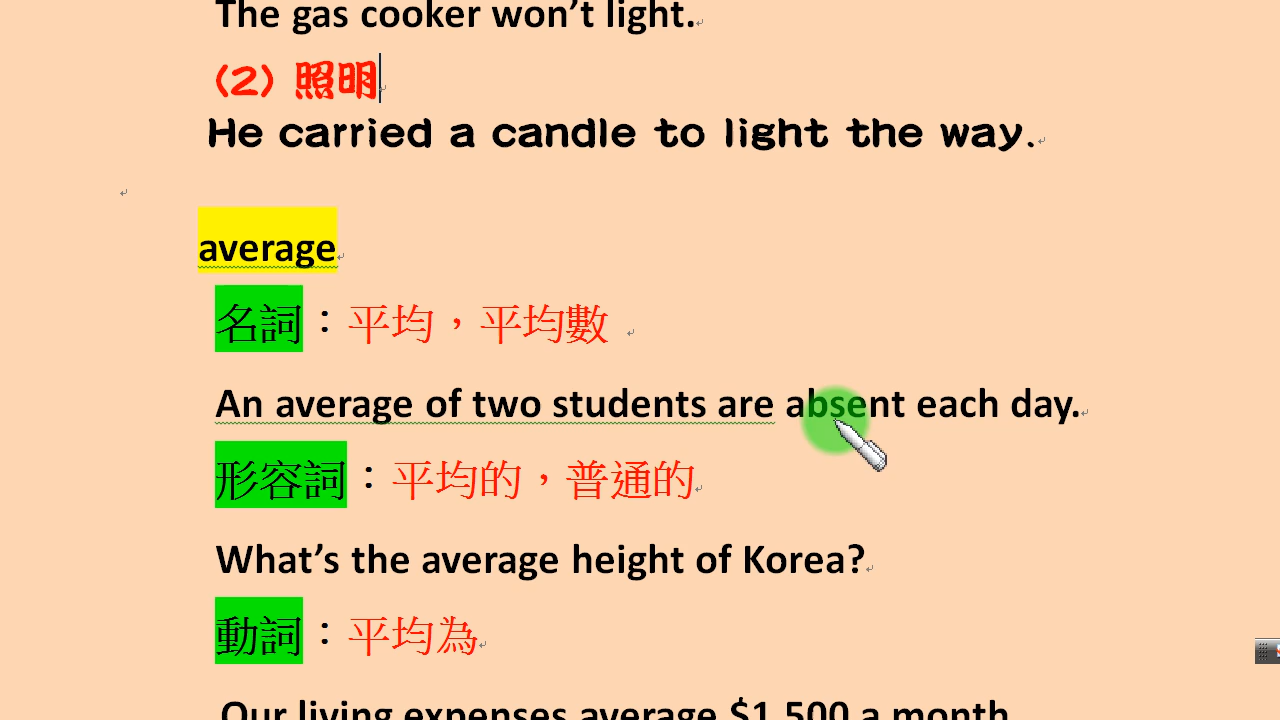 The gas cooker won’t light.
(2) 照明
He carried a candle to light the way.
average
名詞：平均，平均數
An average of two students are absent each day.
形容詞：平均的，普通的
What’s the average height of Korea?
動詞：平均為
Our living expenses average $1,500 a month